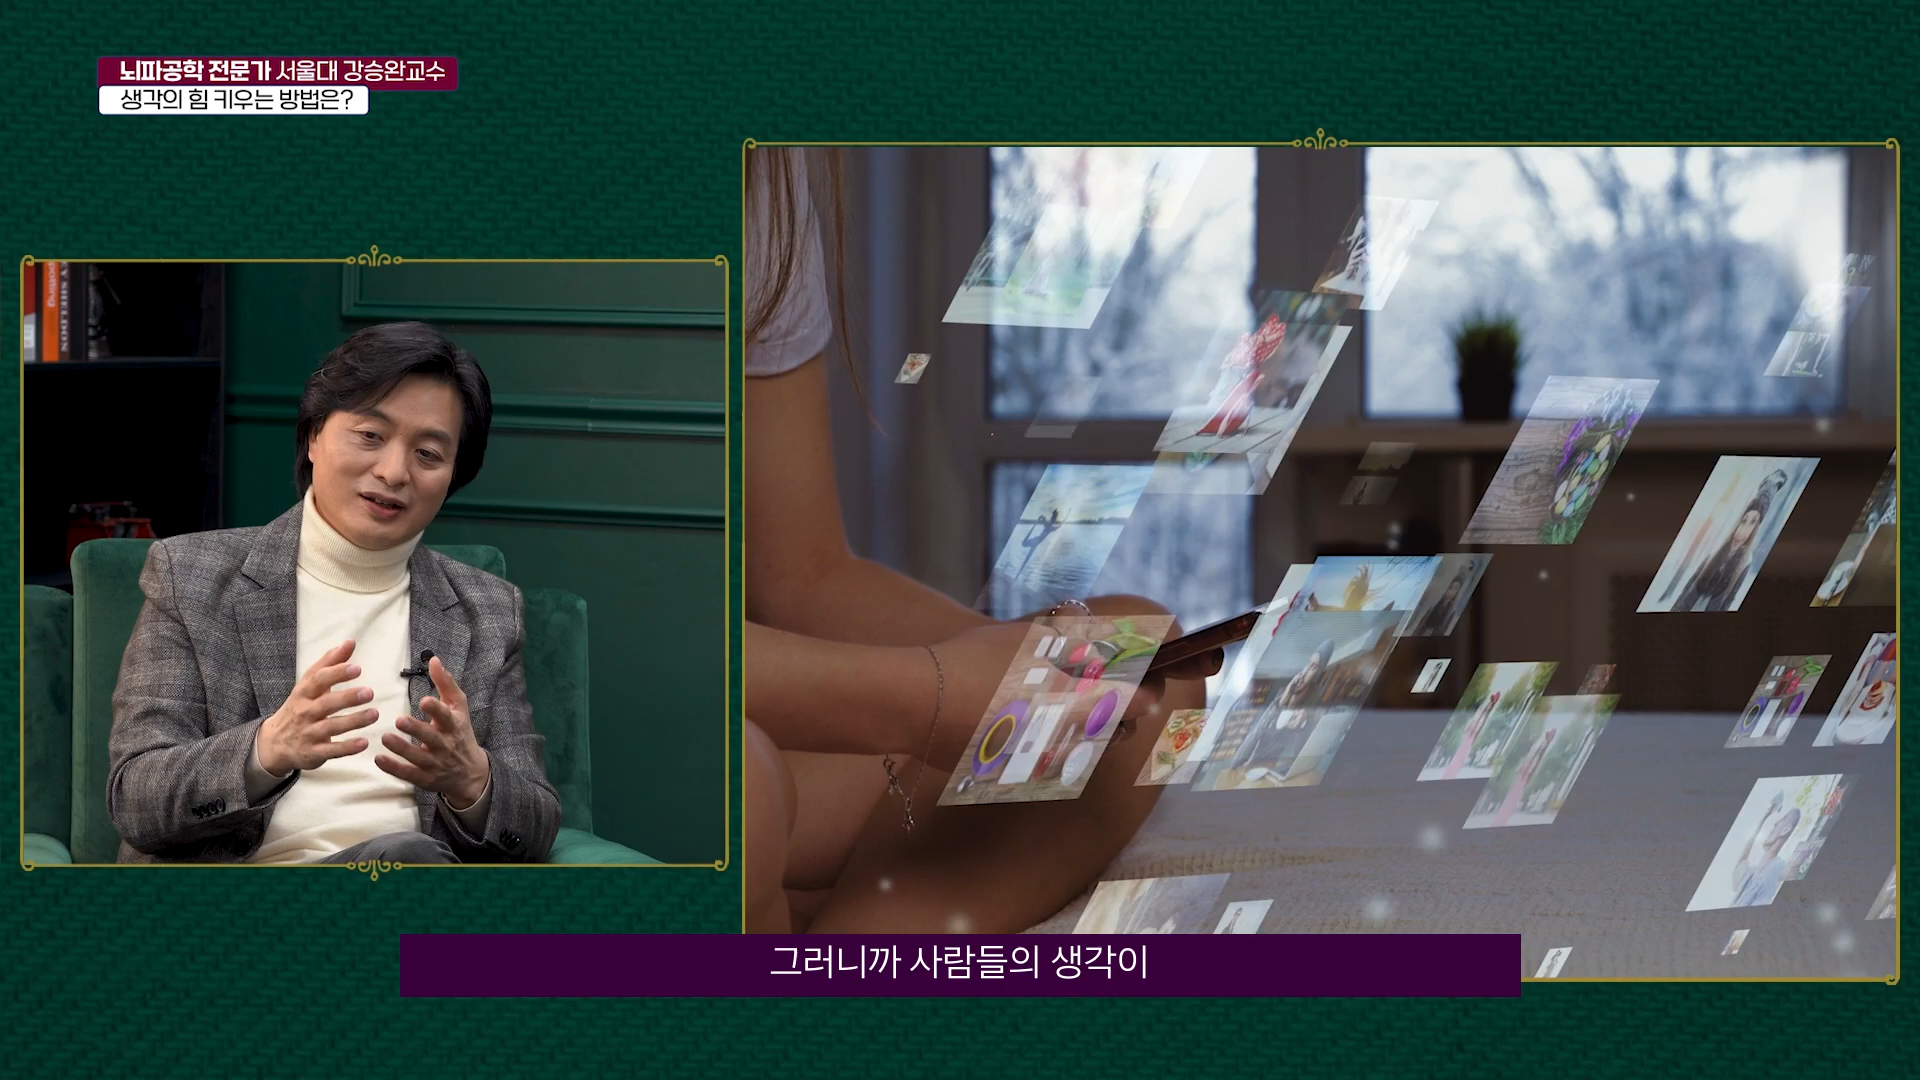 뇌파공학 전문가 서울대 강승완교수
생각의 힘 키우는 방법은?
그러니까 사람들의 생각이